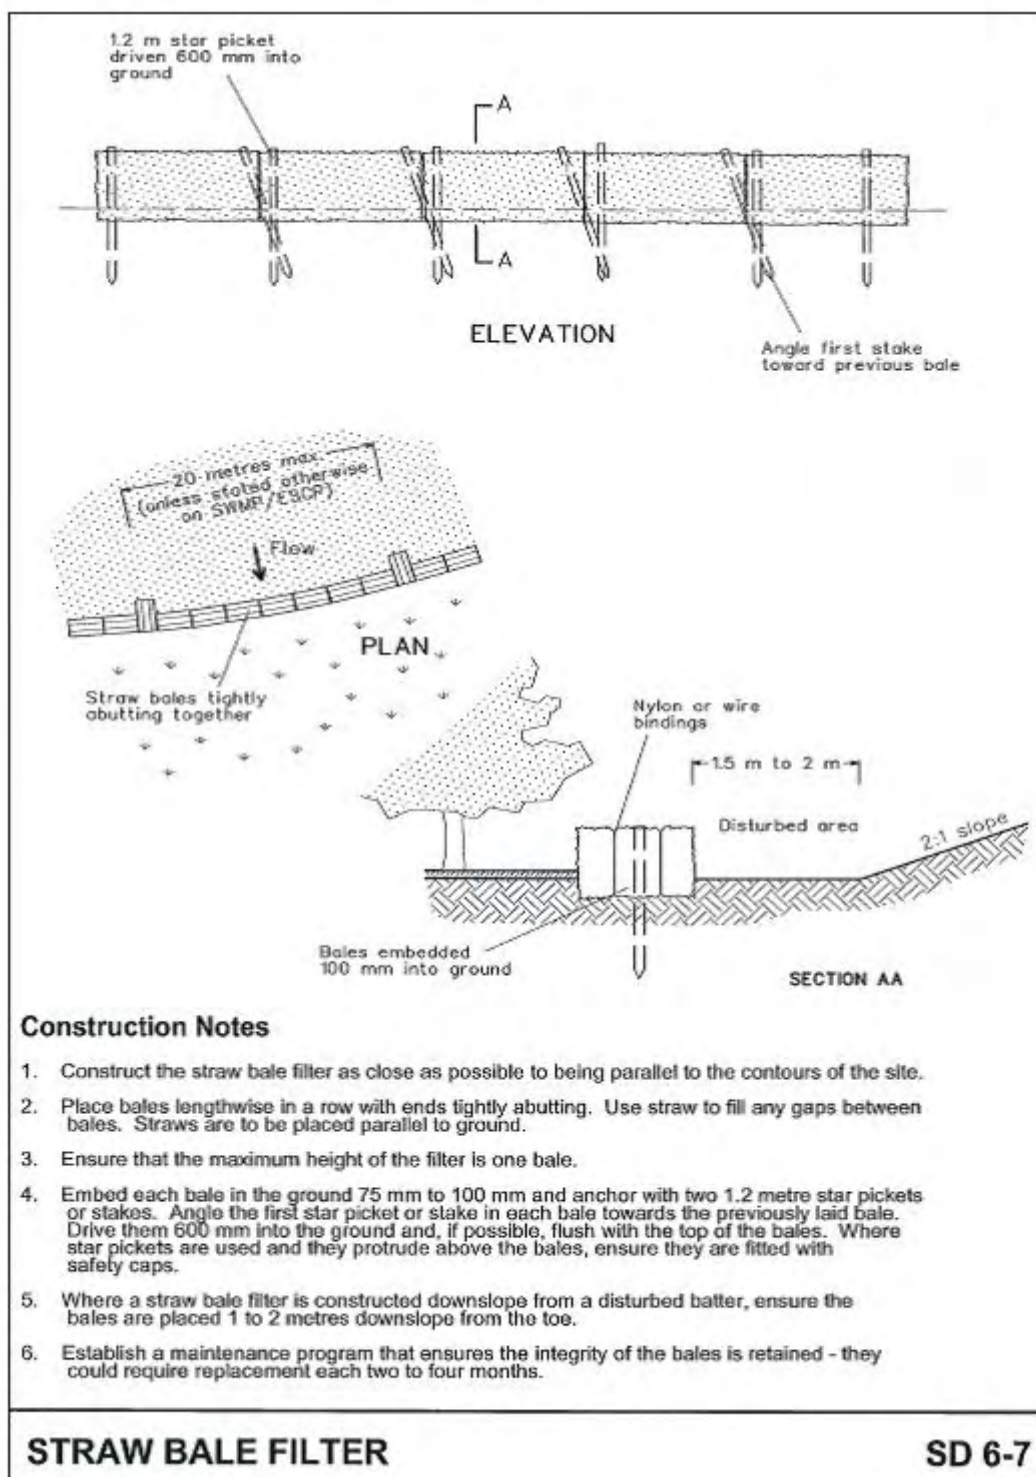 1.2 m star picket
driven 600 mm into
ground
A
A
ELEVATION
Angle first stake
toward previous bale
20 metres max.
(unless stated otherwise
on SWMP/ESCP)
Flow
PLAN
Straw bales tightly
abutting together
Nylon or wire
bindings
1.5 m to 2 m
Disturbed area
2:1 slope
Bales embedded
100 mm into ground
SECTION AA
Construction Notes
1. Construct the straw bale filter as close as possible to being parallel to the contours of the site.
2. Place bales lengthwise in a row with ends tightly abutting. Use straw to fill any gaps between
bales. Straws are to be placed parallel to ground.
3. Ensure that the maximum height of the filter is one bale.
4. Embed each bale in the ground 75 mm to 100 mm and anchor with two 1.2 metre star pickets
or stakes. Angle the first star picket or stake in each bale towards the previously laid bale.
Drive them 600 mm into the ground and, if possible, flush with the top of the bales. Where
star pickets are used and they protrude above the bales, ensure they are fitted with
safety caps.
5. Where a straw bale filter is constructed downslope from a disturbed batter, ensure the
bales are placed 1 to 2 metres downslope from the toe.
6. Establish a maintenance program that ensures the integrity of the bales is retained - they
could require replacement each two to four months.
STRAW BALE FILTER
SD 6-7